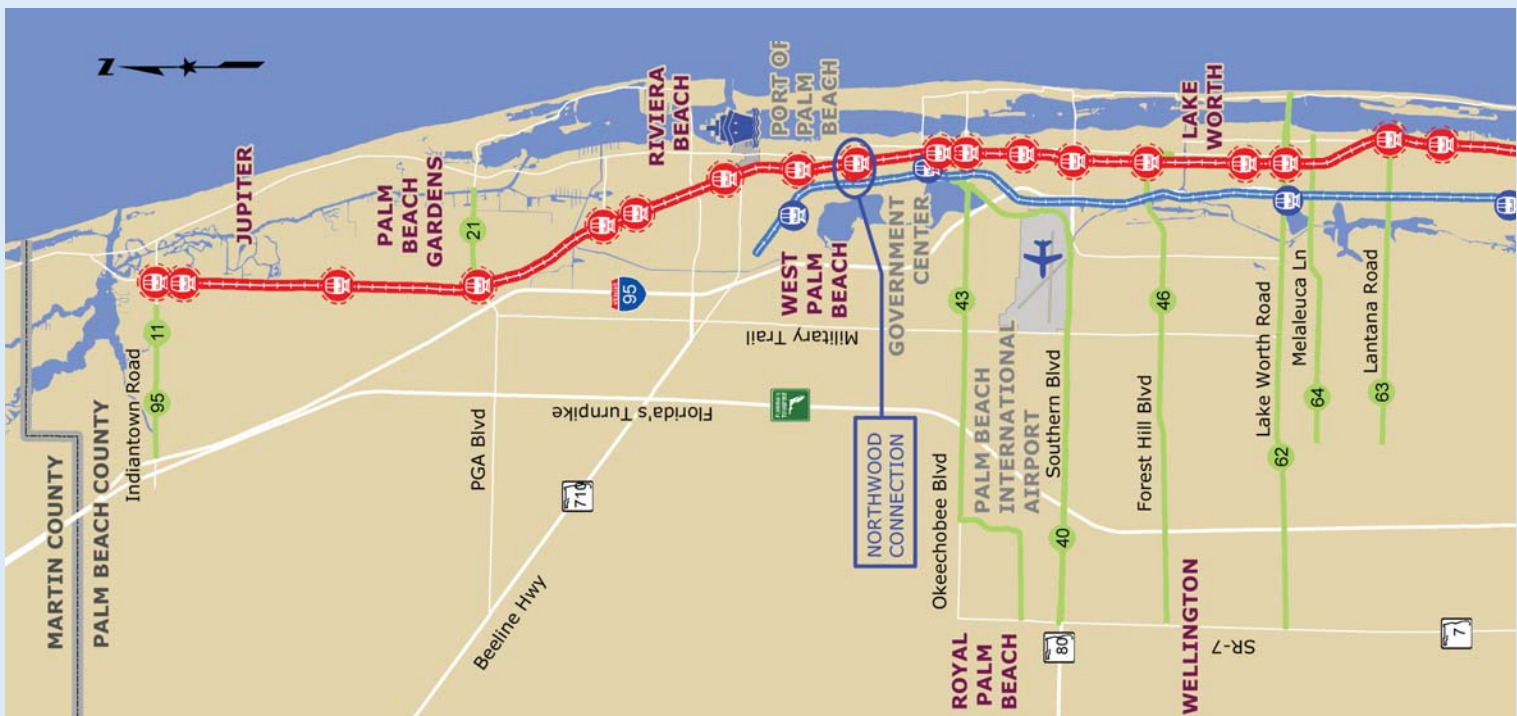 N
JUPITER
PALM
BEACH
GARDENS
RIVIERA
BEACH
PORT OF
PALM
BEACH
LAKE
WORTH
21
11
95
95
WEST
PALM
BEACH
GOVERNMENT
CENTER
Military Trail
43
46
Lake Worth Road
Melaleuca Ln
Lantana Road
64
63
MARTIN COUNTY
PALM BEACH COUNTY
Indiantown Road
PGA Blvd
Florida's Turnpike
710
Beeline Hwy
NORTHWOOD
CONNECTION
Okeechobee Blvd
PALM BEACH
INTERNATIONAL
AIRPORT
Southern Blvd
40
Forest Hill Blvd
62
ROYAL
PALM
BEACH
80
WELLINGTON
SR-7
7